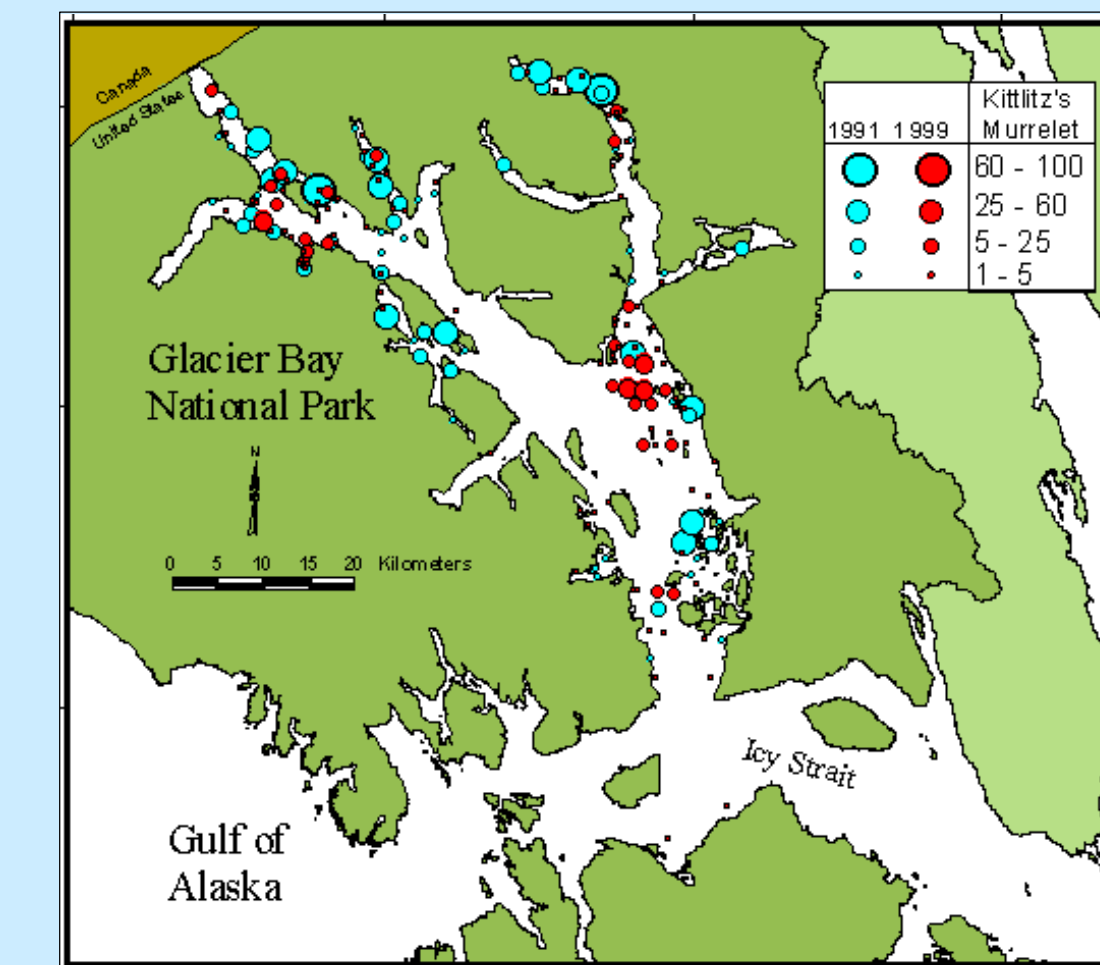 Canada
United States
Kittlitz's
1991 1999 Murrelet
60 - 100
25 - 60
5 - 25
1 - 5
Glacier Bay
National Park
N
0 5 10 15 20 Kilometers
Icy Strait
Gulf of
Alaska